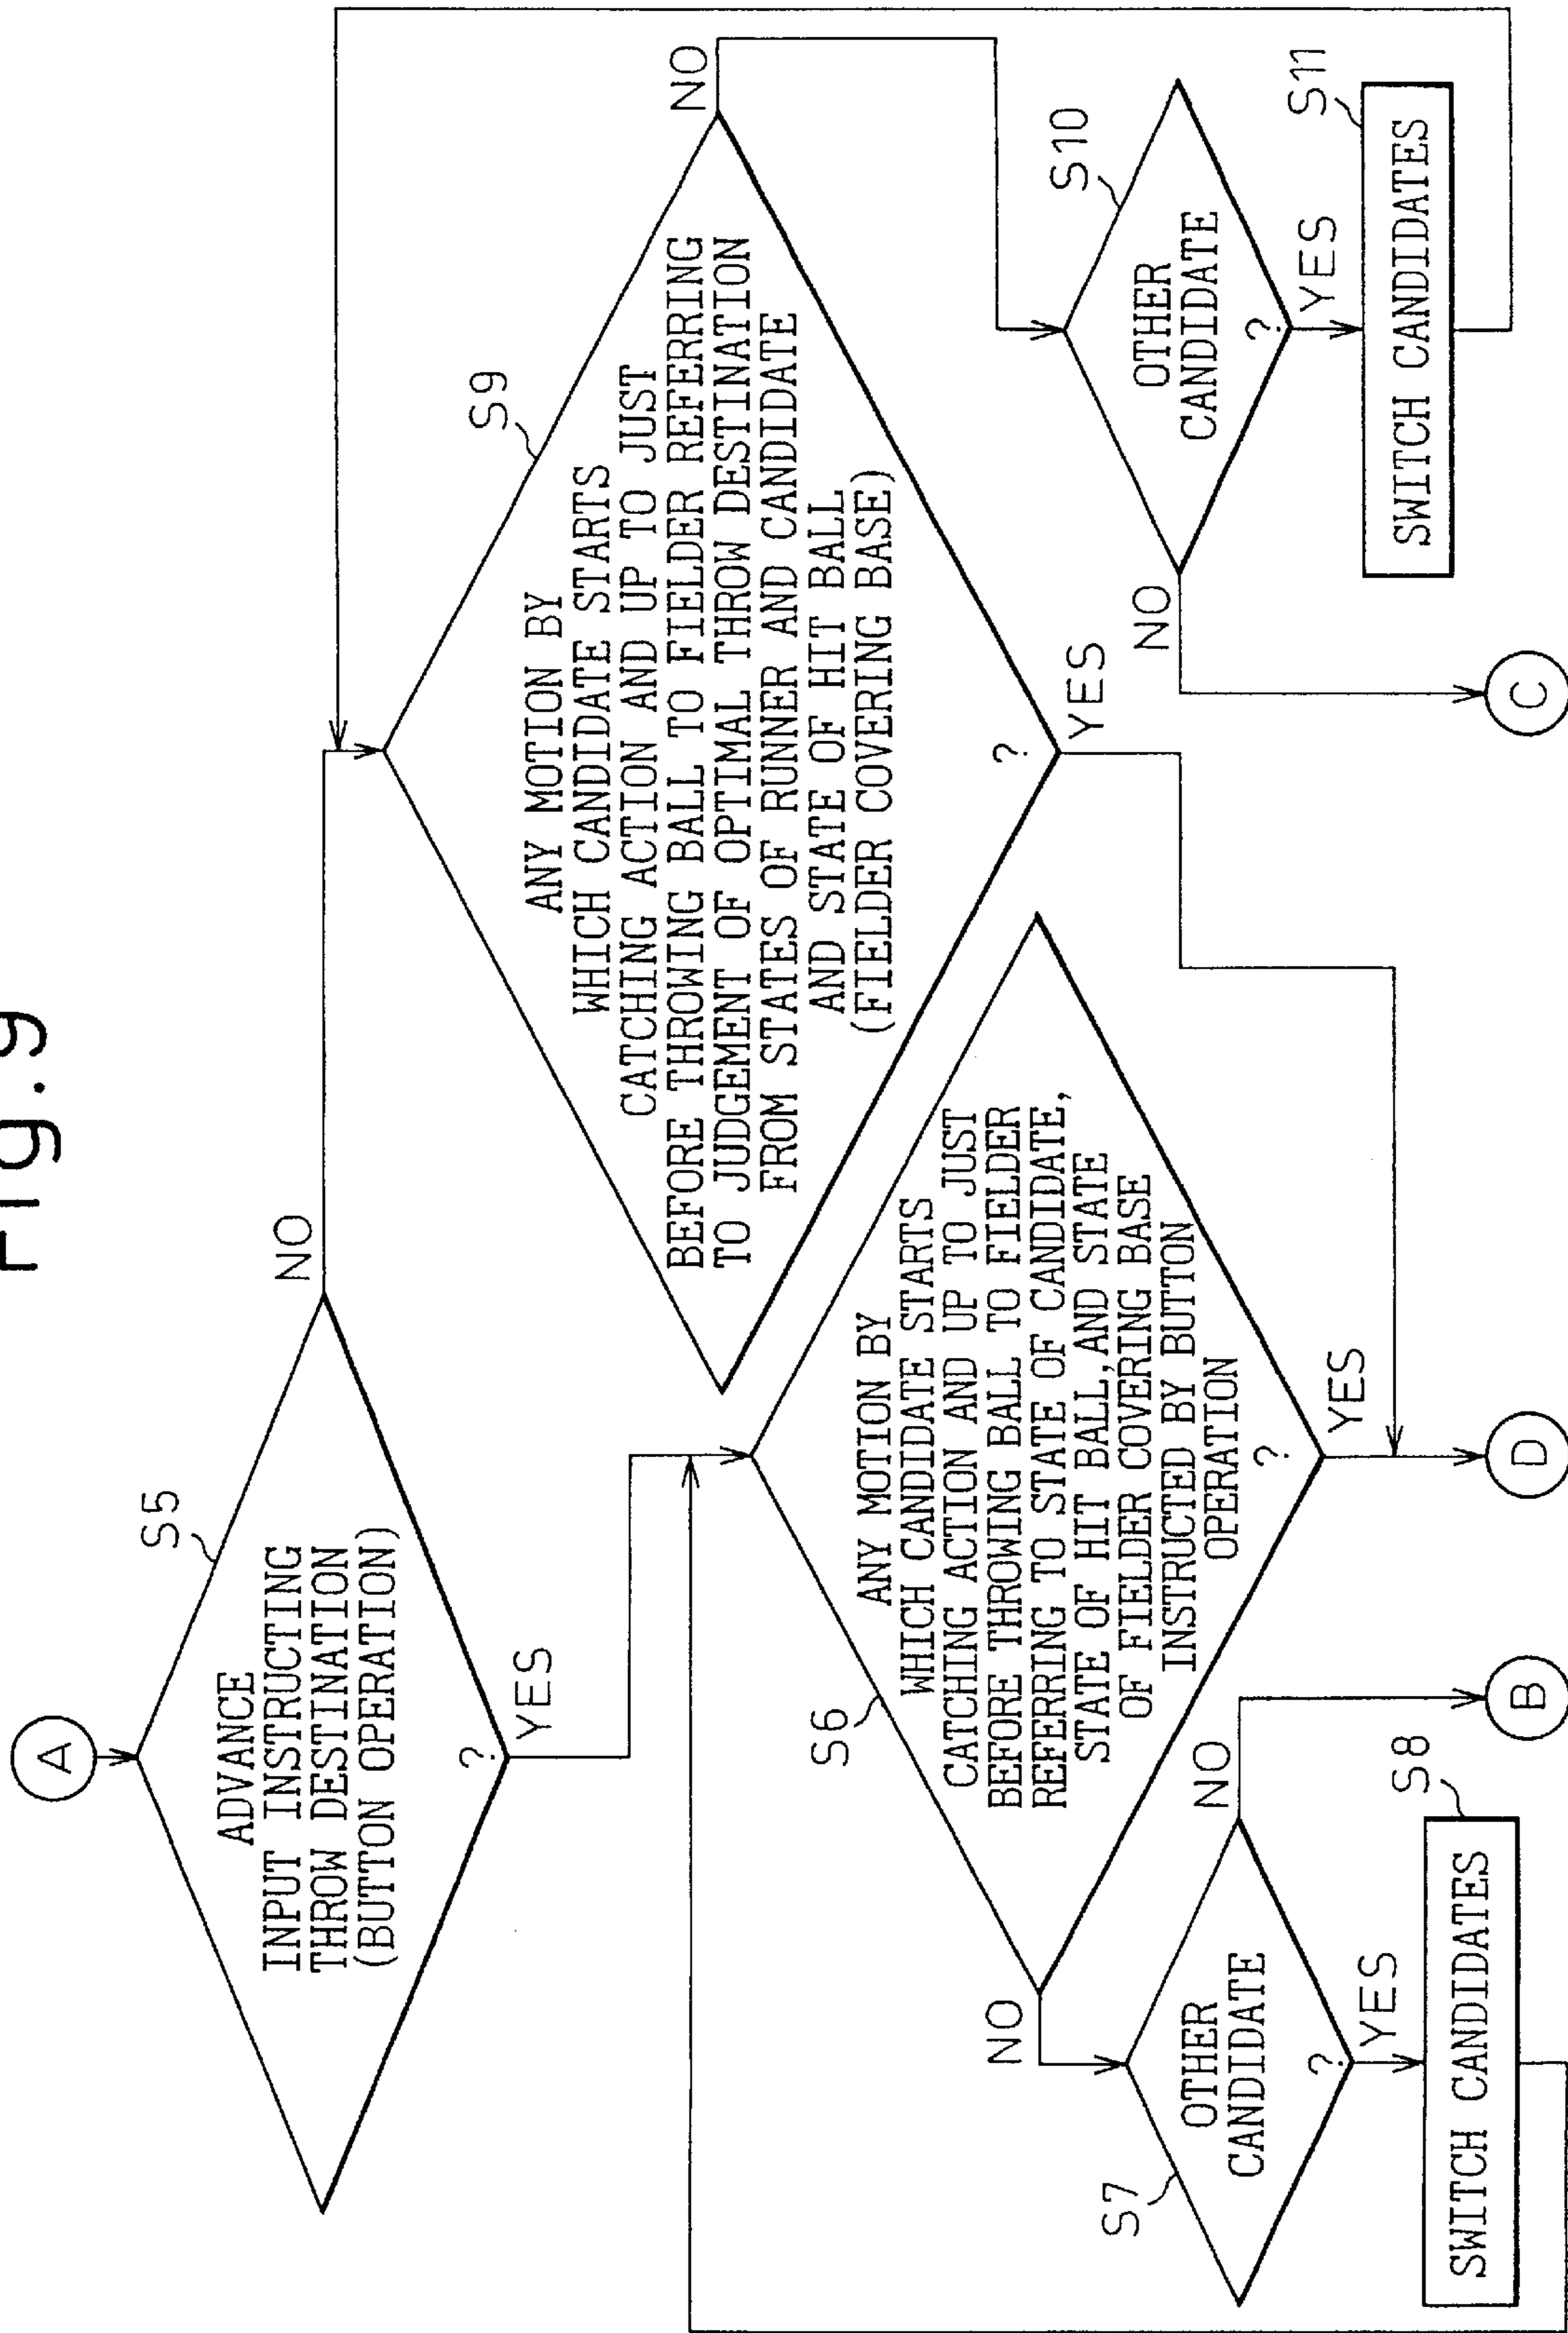 Fig.9
A
S5
ADVANCE
INPUT INSTRUCTING
THROW DESTINATION
(BUTTON OPERATION)
?
NO
YES
S6
ANY MOTION BY
WHICH CANDIDATE STARTS
CATCHING ACTION AND UP TO JUST
BEFORE THROWING BALL TO FIELDER
REFERRING TO STATE OF CANDIDATE,
STATE OF HIT BALL, AND STATE
OF FIELDER COVERING BASE
INSTRUCTED BY BUTTON
OPERATION
?
NO
YES
S7
OTHER
CANDIDATE
?
NO
YES
S8
SWITCH CANDIDATES
B
D
S9
ANY MOTION BY
WHICH CANDIDATE STARTS
CATCHING ACTION AND UP TO JUST
BEFORE THROWING BALL TO FIELDER REFERRING
TO JUDGEMENT OF OPTIMAL THROW DESTINATION
FROM STATES OF RUNNER AND CANDIDATE
AND STATE OF HIT BALL
(FIELDER COVERING BASE)
?
NO
YES
S10
OTHER
CANDIDATE
?
NO
YES
S11
SWITCH CANDIDATES
C